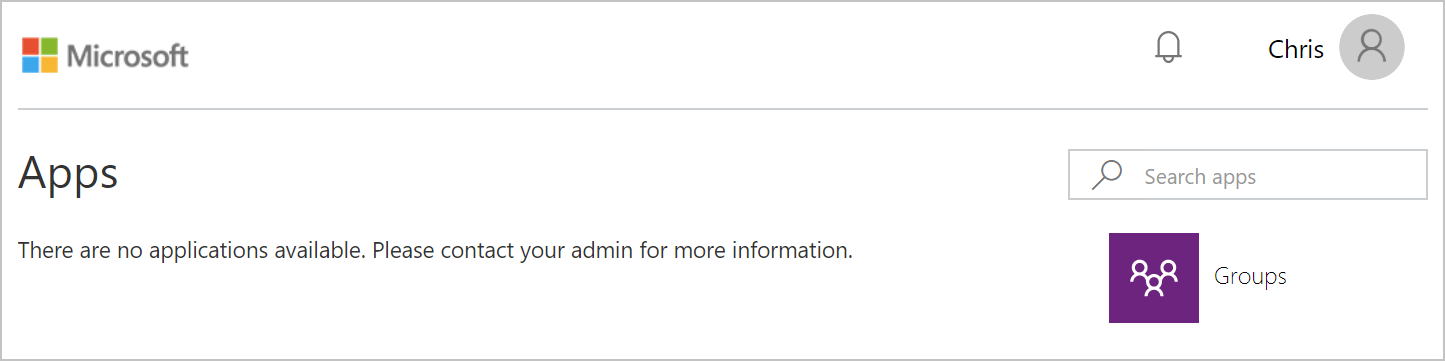 Microsoft
Chris
Apps
Search apps
There are no applications available. Please contact your admin for more information.
Groups